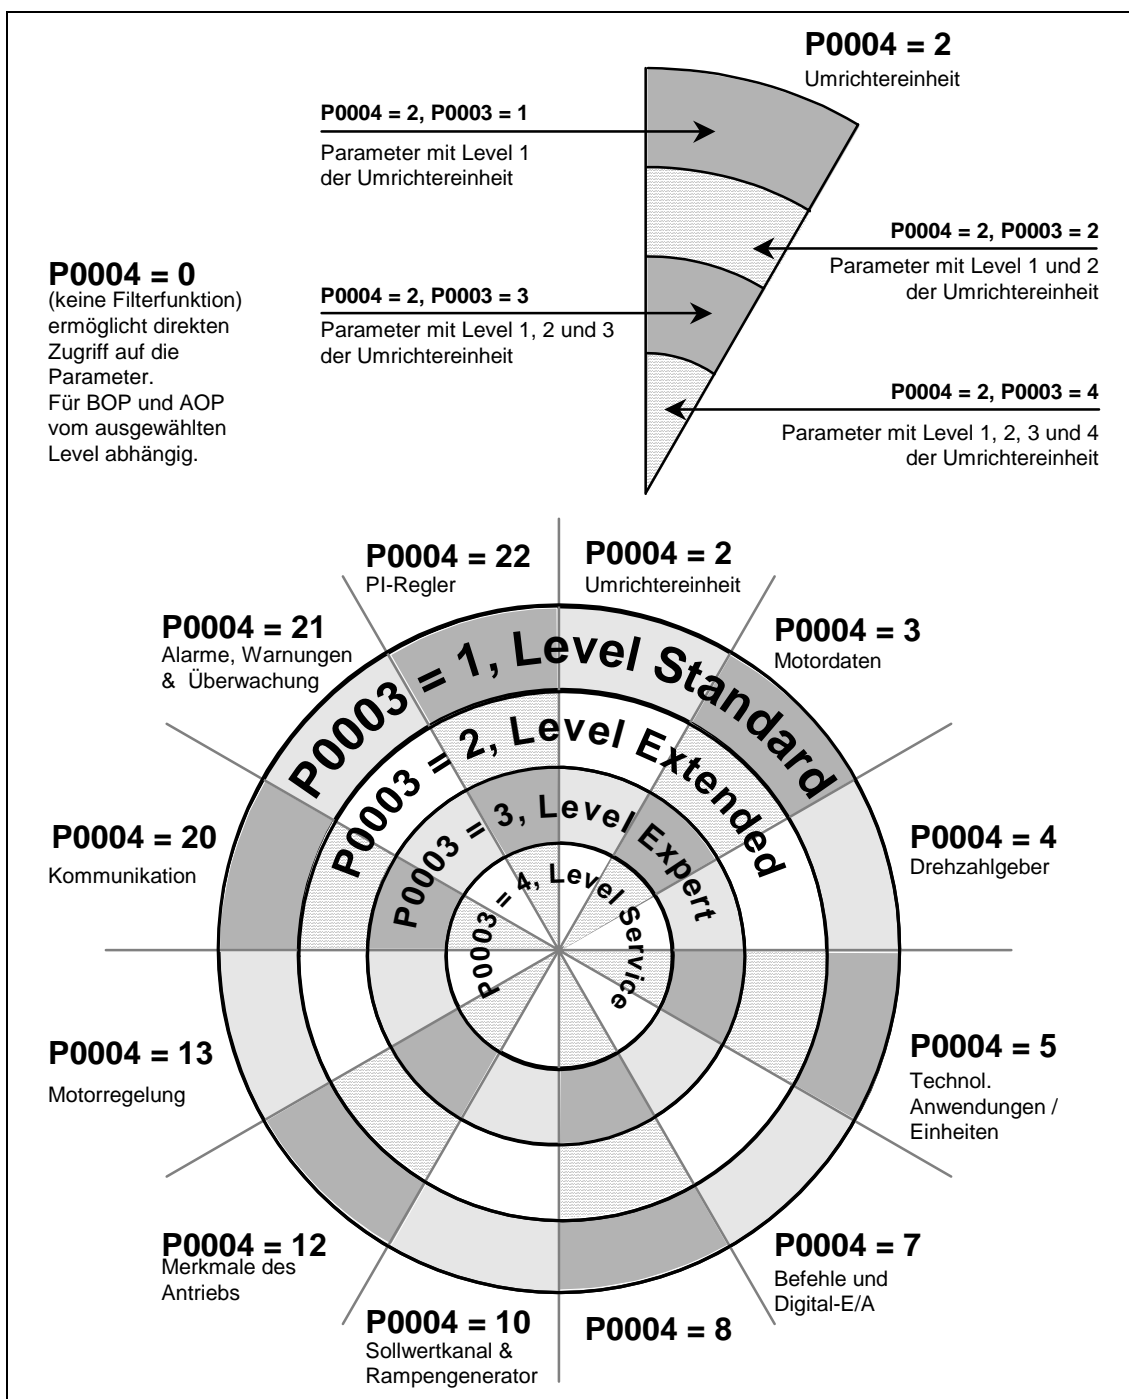 P0004 = 2
Umrichtereinheit
P0004 = 2, P0003 = 1
Parameter mit Level 1
der Umrichtereinheit
P0004 = 2, P0003 = 2
Parameter mit Level 1 und 2
der Umrichtereinheit
P0004 = 0
(keine Filterfunktion)
ermöglicht direkten
Zugriff auf die
Parameter.
Für BOP und AOP
vom ausgewählten
Level abhängig.
P0004 = 2, P0003 = 3
Parameter mit Level 1, 2 und 3
der Umrichtereinheit
P0004 = 2, P0003 = 4
Parameter mit Level 1, 2, 3 und 4
der Umrichtereinheit
P0004 = 22
PI-Regler
P0004 = 2
Umrichtereinheit
P0004 = 21
Alarme, Warnungen
& Überwachung
P0004 = 3
Motordaten
P0003 = 1, Level Standard
P0003 = 2, Level Extended
P0003 = 3, Level Expert
P0003 = 4, Level Service
P0004 = 20
Kommunikation
P0004 = 4
Drehzahlgeber
P0004 = 13
Motorregelung
P0004 = 5
Technol.
Anwendungen /
Einheiten
P0004 = 12
Merkmale des
Antriebs
P0004 = 7
Befehle und
Digital-E/A
P0004 = 10
Sollwertkanal &
Rampengenerator
P0004 = 8